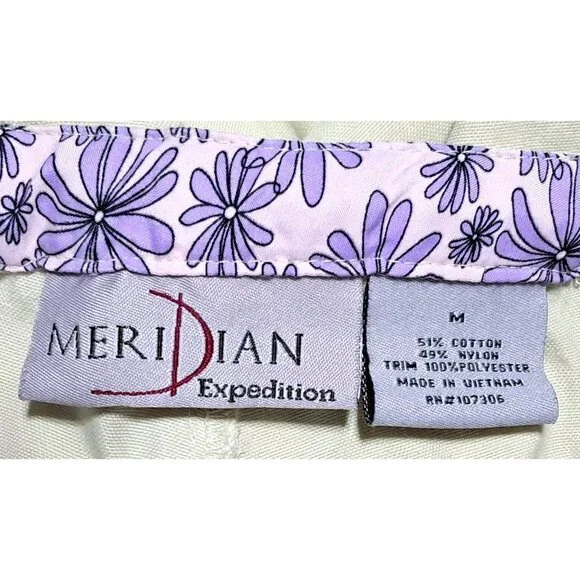 MERIDIAN
Expedition
M
51% COTTON
49% NYLON
TRIM 100%POLYESTER
MADE IN VIETNAM
RN#107306